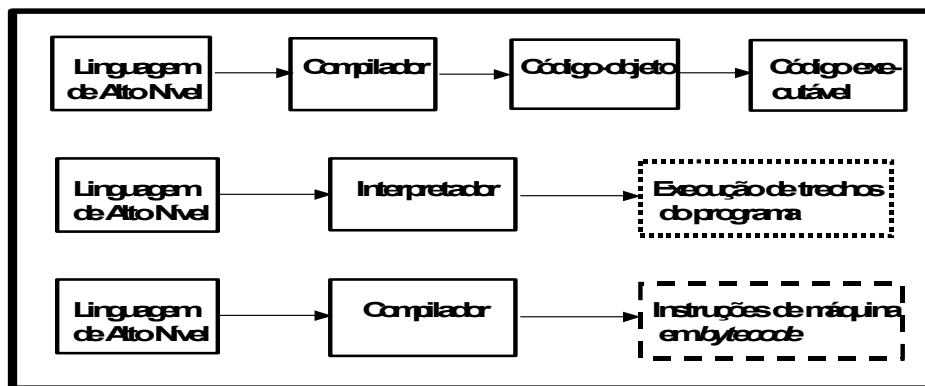 Linguagem
de Alto Nível
Compilador
Código-objeto
Código exe-
cutável
Linguagem
de Alto Nível
Interpretador
Execução de trechos
do programa
Linguagem
de Alto Nível
Compilador
Instruções de máquina
em bytecode